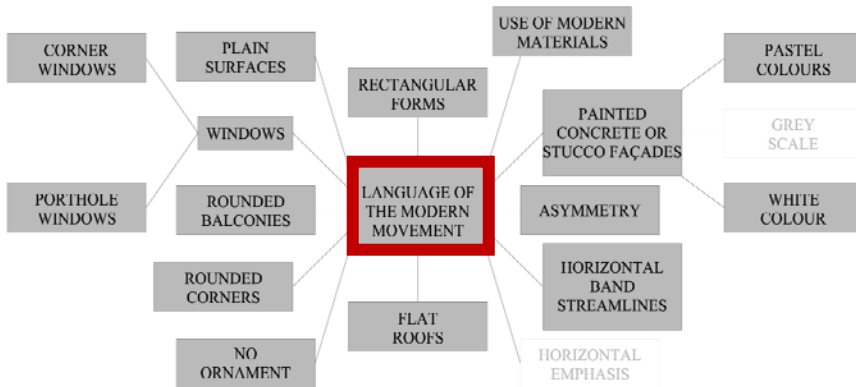 USE OF MODERN
MATERIALS
CORNER
WINDOWS
PLAIN
SURFACES
PASTEL
COLOURS
RECTANGULAR
FORMS
WINDOWS
PAINTED
CONCRETE OR
STUCCO FAÇADES
GREY
SCALE
PORTHOLE
WINDOWS
ROUNDED
BALCONIES
LANGUAGE OF
THE MODERN
MOVEMENT
ASYMMETRY
WHITE
COLOUR
ROUNDED
CORNERS
HORIZONTAL
BAND
STREAMLINES
FLAT
ROOFS
NO
ORNAMENT
HORIZONTAL
EMPHASIS